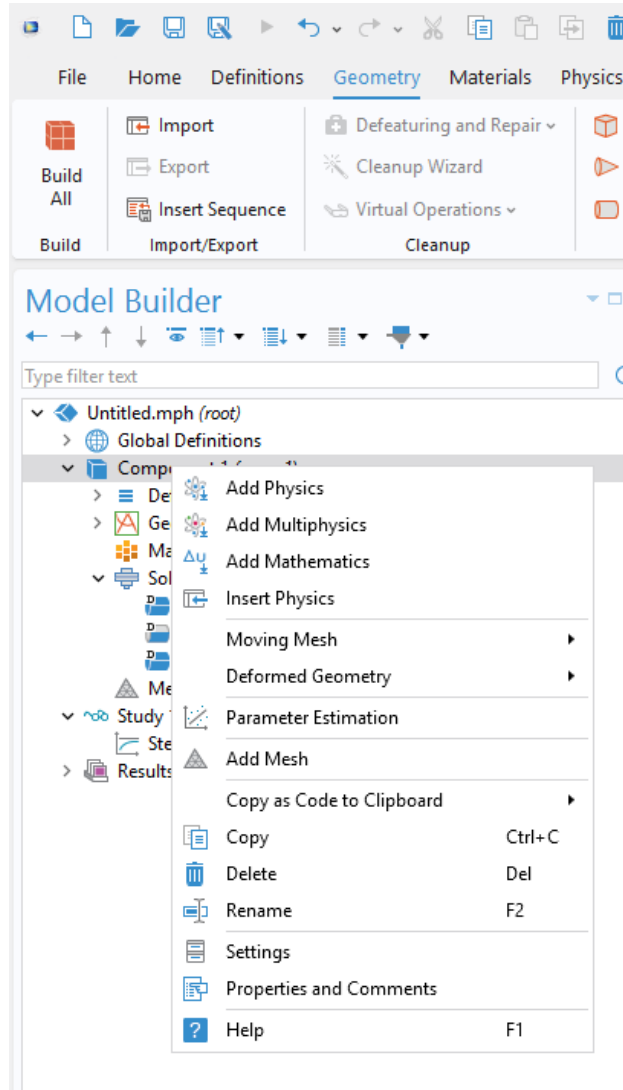 File Home Definitions Geometry Materials Physics
Build All
Import
Export
Insert Sequence
Defeaturing and Repair
Cleanup Wizard
Virtual Operations
Build Import/Export Cleanup
Model Builder
Type filter text
Untitled.mph (root)
Global Definitions
Add Physics
Add Multiphysics
Add Mathematics
Insert Physics
Moving Mesh
Deformed Geometry
Study
Parameter Estimation
Add Mesh
Results
Copy as Code to Clipboard
Copy Ctrl+C
Delete Del
Rename F2
Settings
Properties and Comments
Help F1